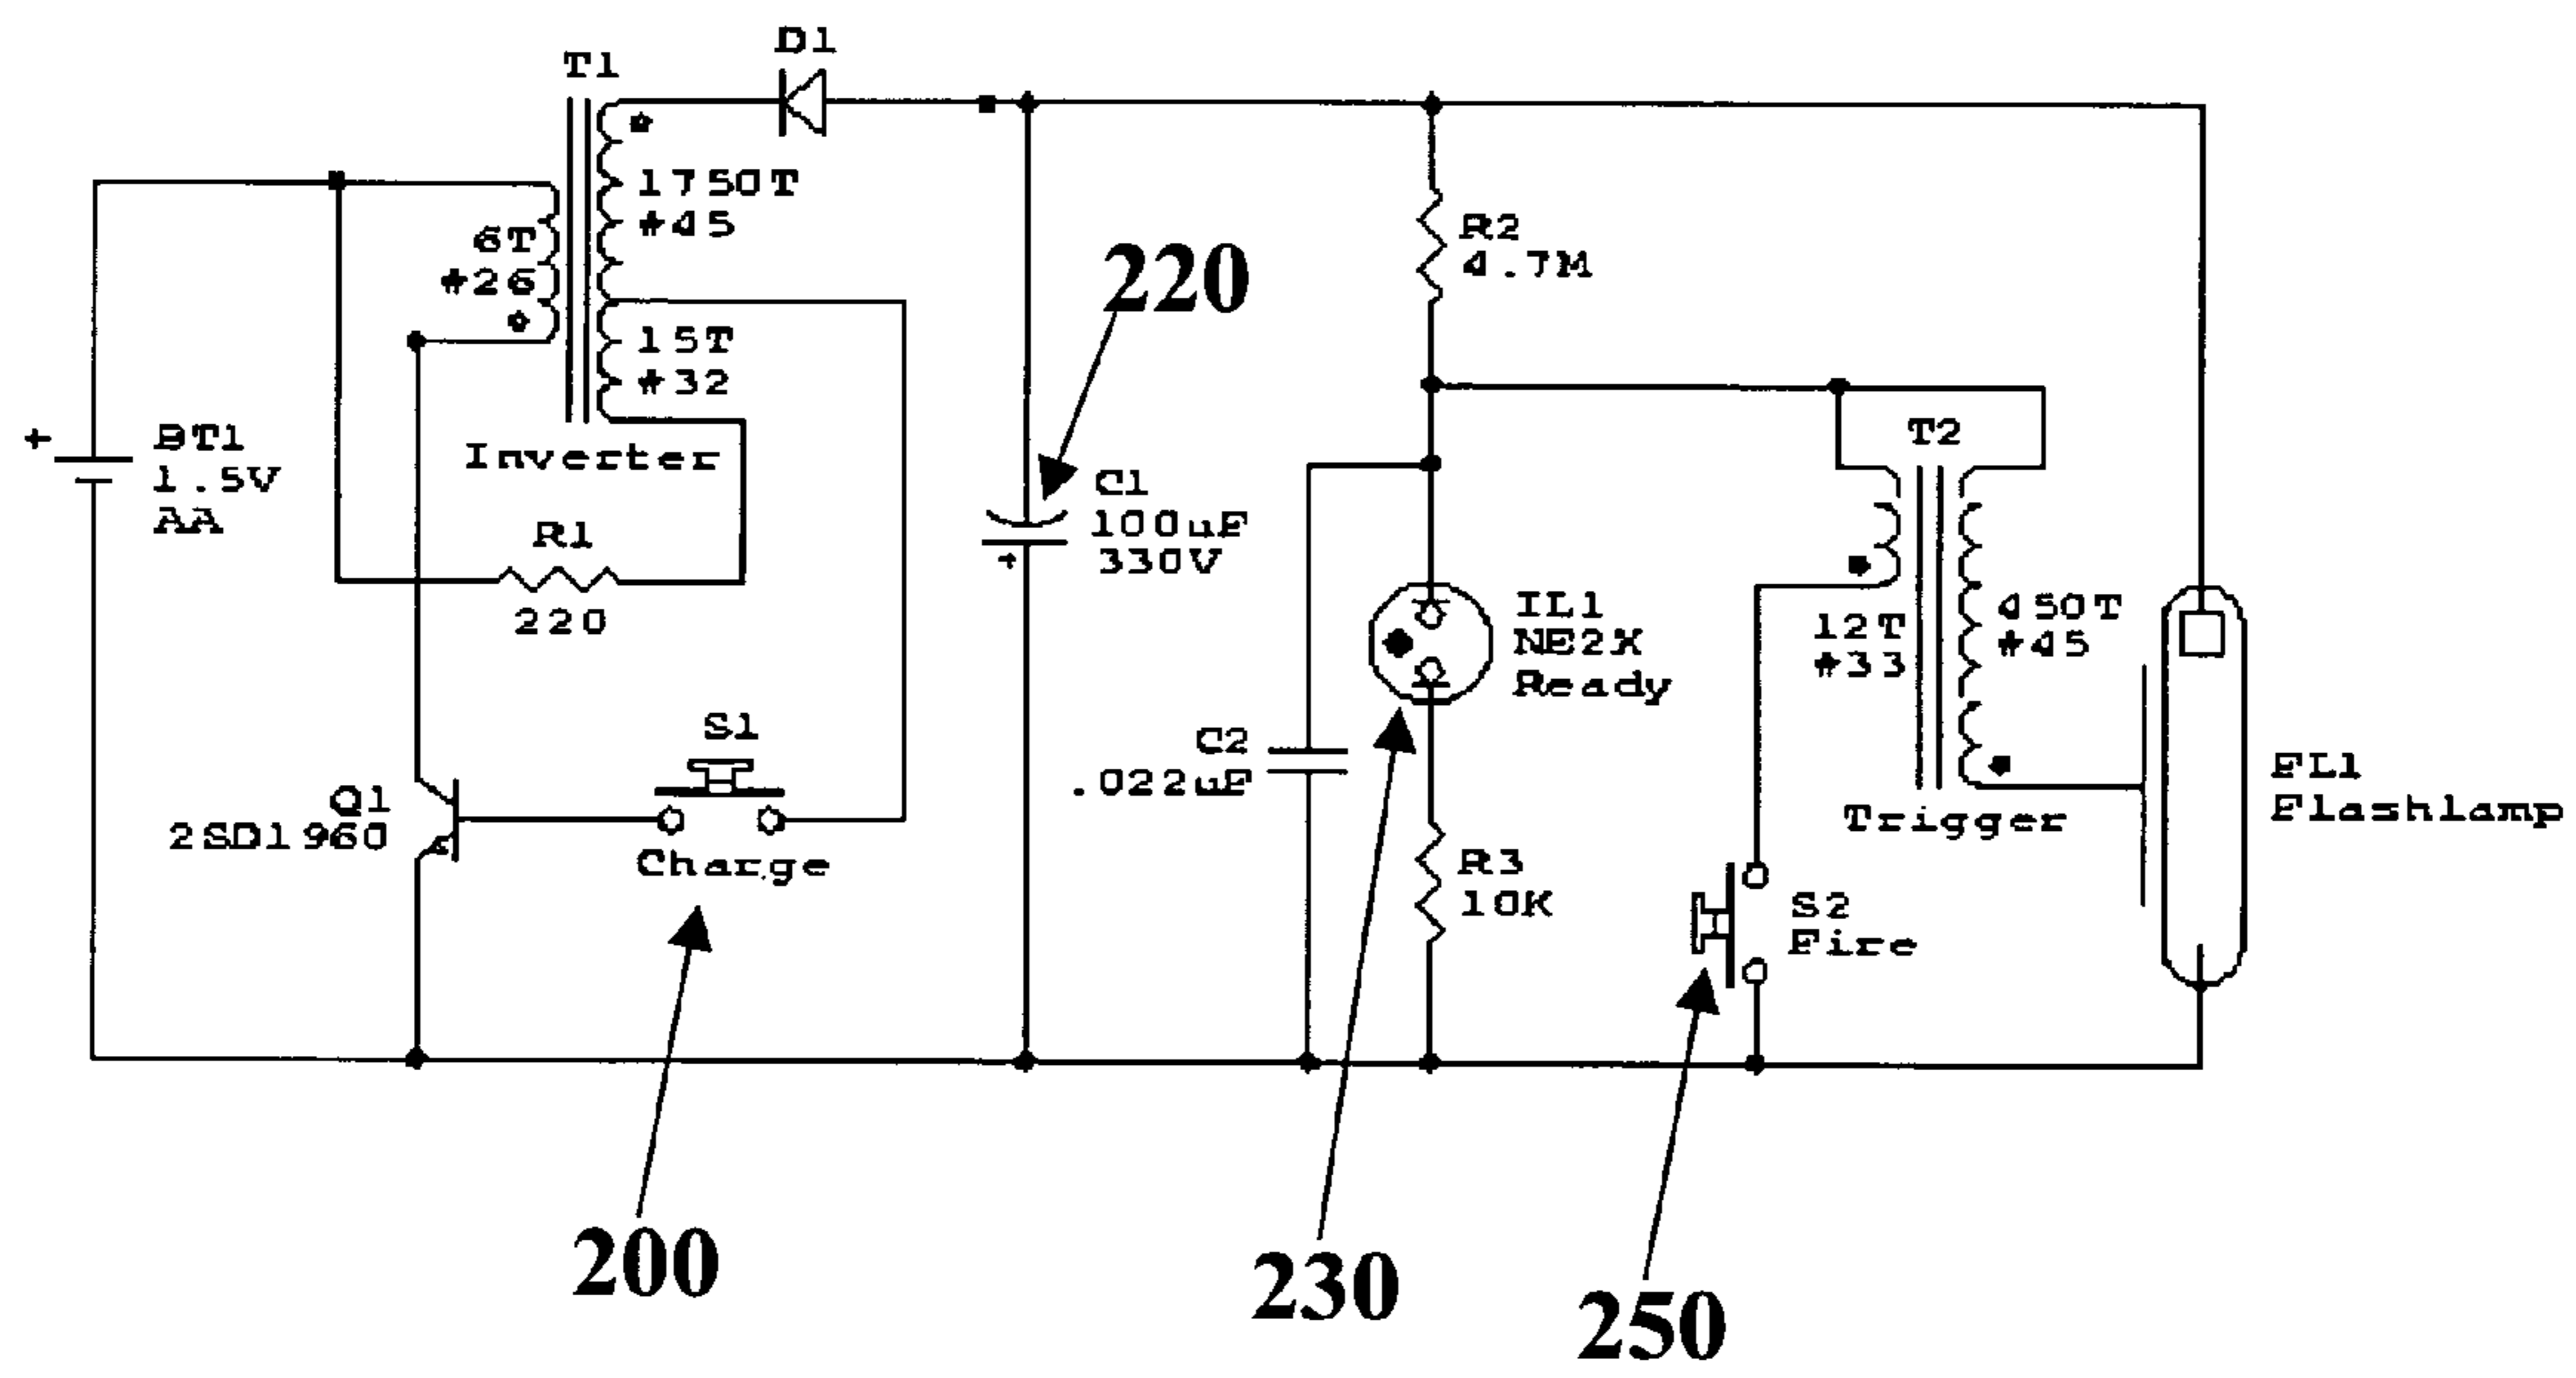 D1
T1
1750T
#45
6T
#26
15T
#32
Inverter
+
BT1
1.5V
AA
R1
220
220
C1
100uF
330V
+
R2
4.7M
T2
IL1
NE2X
Ready
12T
#33
450T
#45
Trigger
S1
Charge
Q1
2SD1960
C2
.022uF
R3
10K
S2
Fire
FL1
Flashlamp
200
230
250